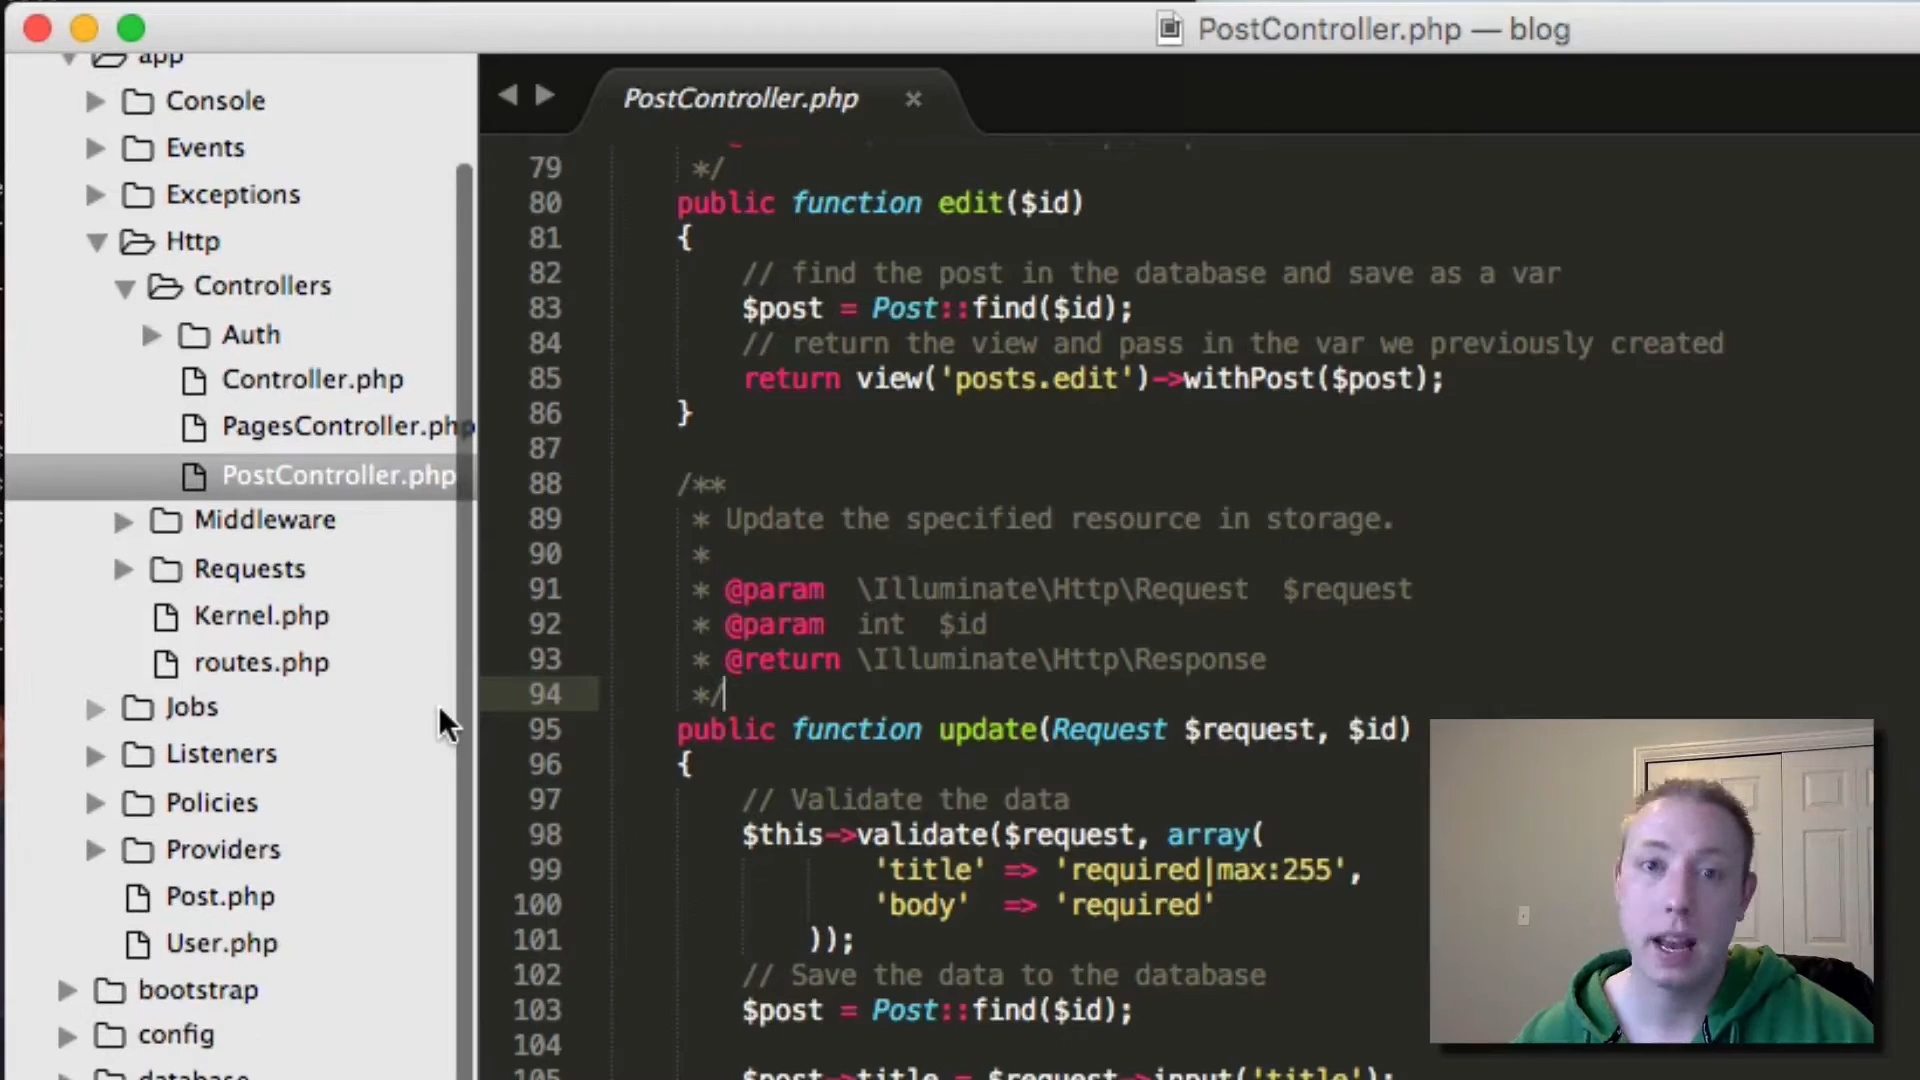 PostController.php — blog
app
Console
Events
Exceptions
Http
Controllers
Auth
Controller.php
PagesController.php
PostController.php
Middleware
Requests
Kernel.php
routes.php
Jobs
Listeners
Policies
Providers
Post.php
User.php
bootstrap
config
database
PostController.php ×
79 */
80 public function edit($id)
81 {
82 // find the post in the database and save as a var
83 $post = Post::find($id);
84 // return the view and pass in the var we previously created
85 return view('posts.edit')->withPost($post);
86 }
87
88 /**
89 * Update the specified resource in storage.
90 *
91 * @param \Illuminate\Http\Request $request
92 * @param int $id
93 * @return \Illuminate\Http\Response
94 */
95 public function update(Request $request, $id)
96 {
97 // Validate the data
98 $this->validate($request, array(
99 'title' => 'required|max:255',
100 'body' => 'required'
101 ));
102 // Save the data to the database
103 $post = Post::find($id);
104
105 $post->title = $request->input('title');